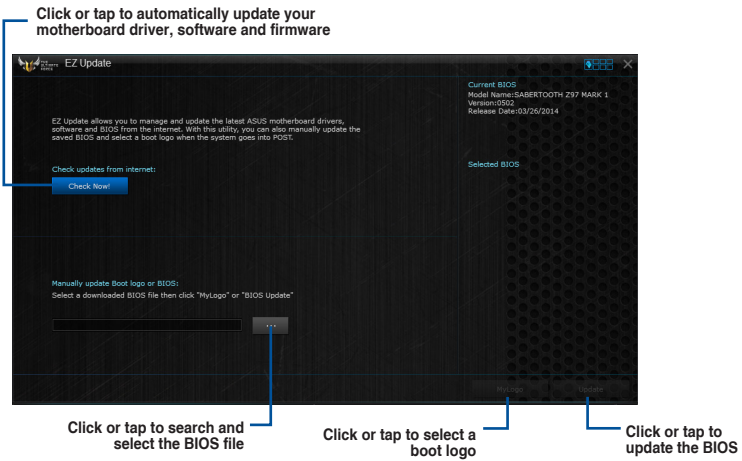 Click or tap to automatically update your
motherboard driver, software and firmware
THE
ULTIMATE
FORCE
EZ Update
Current BIOS
Model Name:SABERTOOTH Z97 MARK 1
Version:0502
Release Date:03/26/2014
EZ Update allows you to manage and update the latest ASUS motherboard drivers,
software and BIOS from the internet. With this utility, you can also manually update the
saved BIOS and select a boot logo when the system goes into POST.
Check updates from internet:
Selected BIOS
Check Now!
Manually update Boot logo or BIOS:
Select a downloaded BIOS file then click "MyLogo" or "BIOS Update"
...
MyLogo
Update
Click or tap to search and
select the BIOS file
Click or tap to select a
boot logo
Click or tap to
update the BIOS